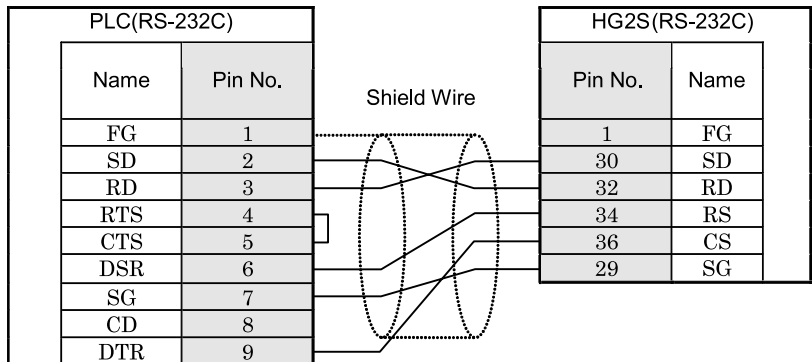 PLC(RS-232C) HG2S(RS-232C)
Name Pin No. Shield Wire Pin No. Name
FG 1 1 FG
SD 2 30 SD
RD 3 32 RD
RTS 4 34 RS
CTS 5 36 CS
DSR 6 29 SG
SG 7
CD 8
DTR 9